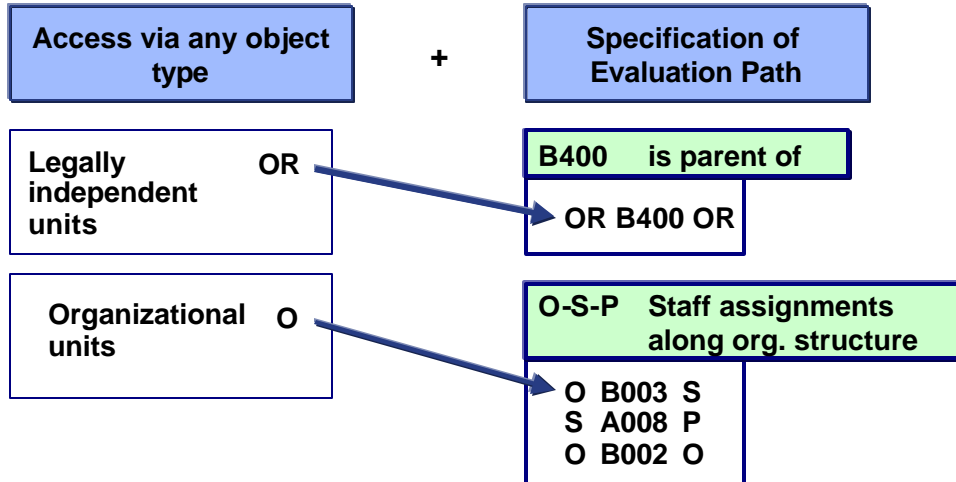 Access via any object
type
+
Specification of
Evaluation Path
Legally
independent
units
OR
B400 is parent of
OR B400 OR
Organizational
units
O
O-S-P Staff assignments
along org. structure
O B003 S
S A008 P
O B002 O